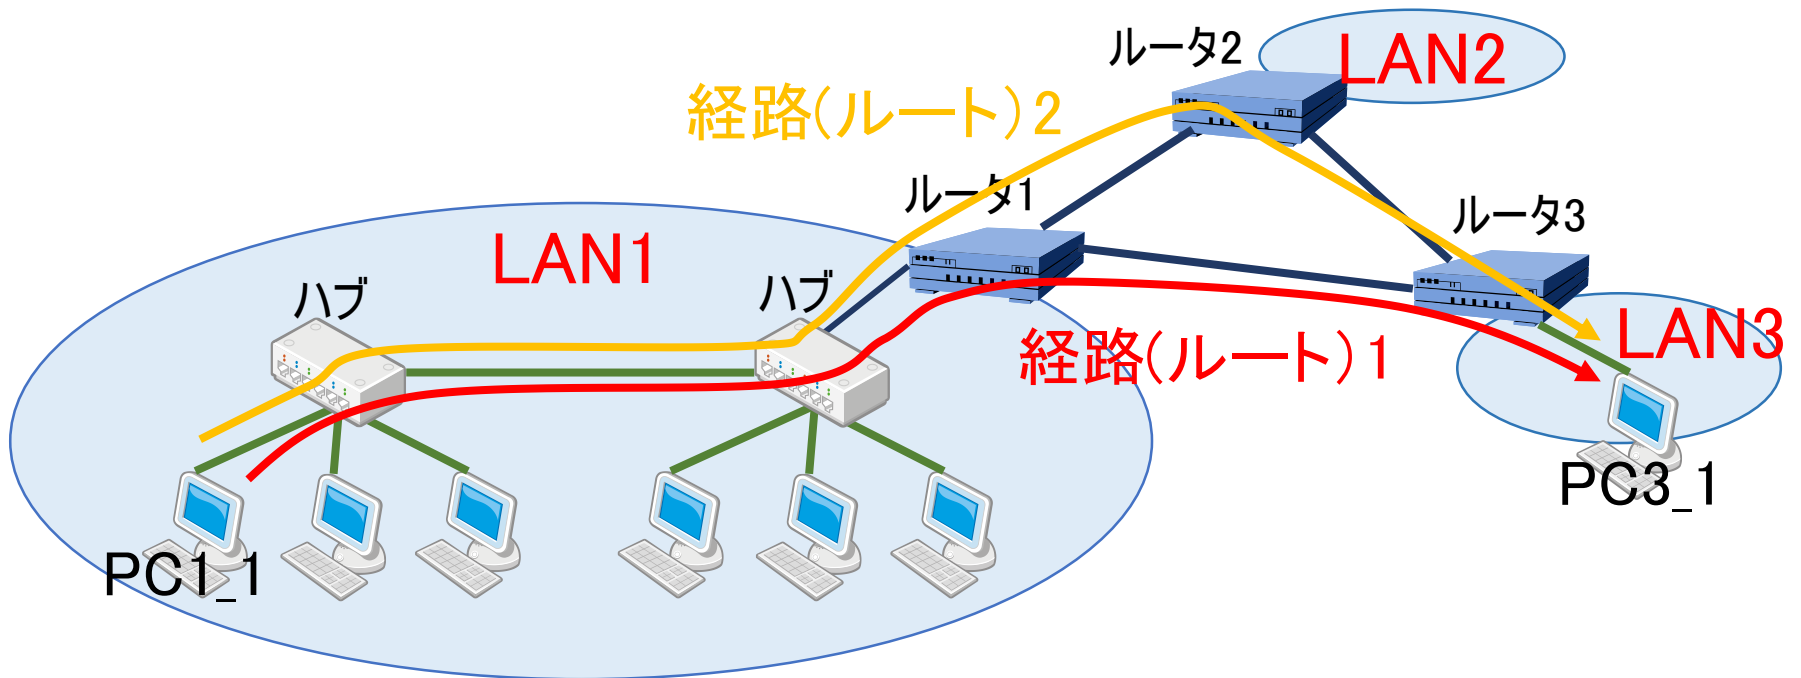 ルータ2
LAN2
経路(ルート)2
ルータ1
ルータ3
LAN1
ハブ
ハブ
経路(ルート)1
LAN3
PC3_1
PC1_1